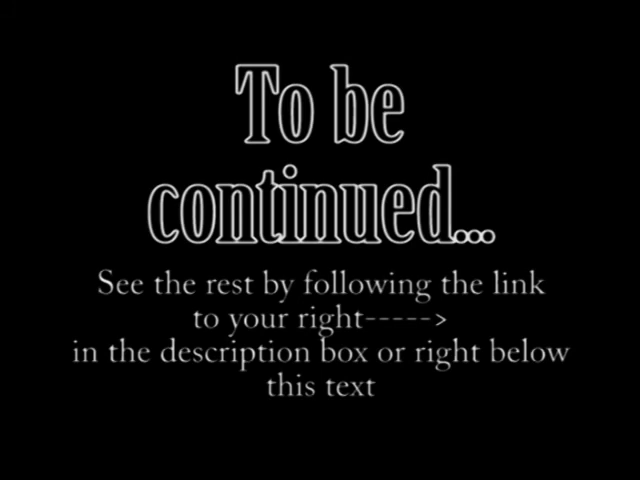 To be
continued...
See the rest by following the link
to your right----->
in the description box or right below
this text